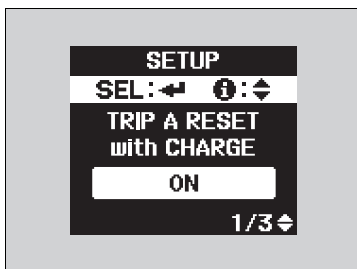 SETUP
SEL:↵ ℹ:♦
TRIP A RESET
with CHARGE
ON
1/3♦